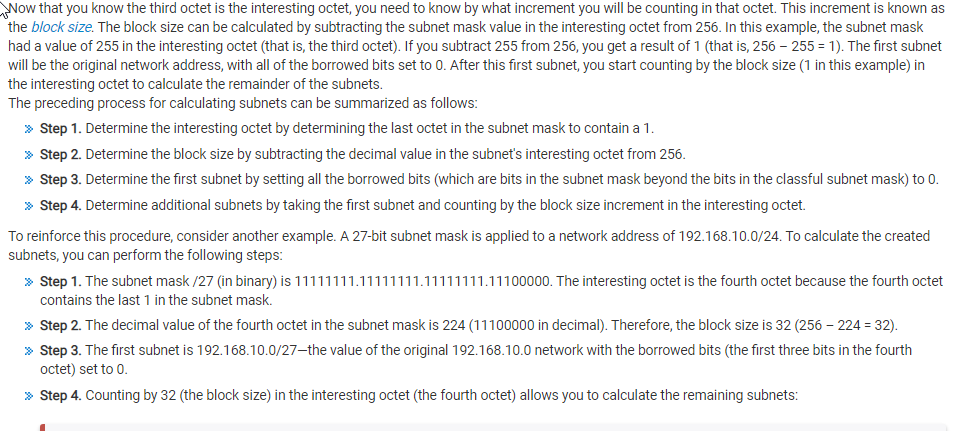 Now that you know the third octet is the interesting octet, you need to know by what increment you will be counting in that octet. This increment is known as
the block size. The block size can be calculated by subtracting the subnet mask value in the interesting octet from 256. In this example, the subnet mask
had a value of 255 in the interesting octet (that is, the third octet). If you subtract 255 from 256, you get a result of 1 (that is, 256 – 255 = 1). The first subnet
will be the original network address, with all of the borrowed bits set to 0. After this first subnet, you start counting by the block size (1 in this example) in
the interesting octet to calculate the remainder of the subnets.
The preceding process for calculating subnets can be summarized as follows:
» Step 1. Determine the interesting octet by determining the last octet in the subnet mask to contain a 1.
» Step 2. Determine the block size by subtracting the decimal value in the subnet's interesting octet from 256.
» Step 3. Determine the first subnet by setting all the borrowed bits (which are bits in the subnet mask beyond the bits in the classful subnet mask) to 0.
» Step 4. Determine additional subnets by taking the first subnet and counting by the block size increment in the interesting octet.
To reinforce this procedure, consider another example. A 27-bit subnet mask is applied to a network address of 192.168.10.0/24. To calculate the created
subnets, you can perform the following steps:
» Step 1. The subnet mask /27 (in binary) is 11111111.11111111.11111111.11100000. The interesting octet is the fourth octet because the fourth octet
contains the last 1 in the subnet mask.
» Step 2. The decimal value of the fourth octet in the subnet mask is 224 (11100000 in decimal). Therefore, the block size is 32 (256 – 224 = 32).
» Step 3. The first subnet is 192.168.10.0/27—the value of the original 192.168.10.0 network with the borrowed bits (the first three bits in the fourth
octet) set to 0.
» Step 4. Counting by 32 (the block size) in the interesting octet (the fourth octet) allows you to calculate the remaining subnets: